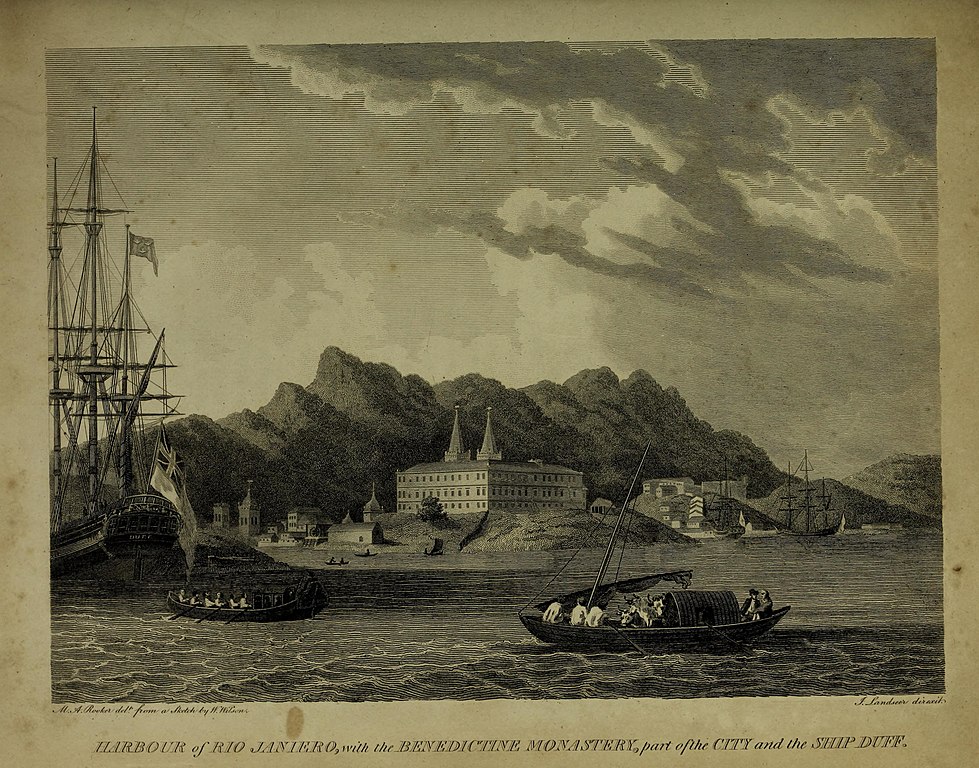 DUFF
M. A. Rooker delt. from a Sketch by W. Wilson.
J. Landseer direxit.
HARBOUR of RIO JANIERO, with the BENEDICTINE MONASTERY, part of the CITY and the SHIP DUFF.